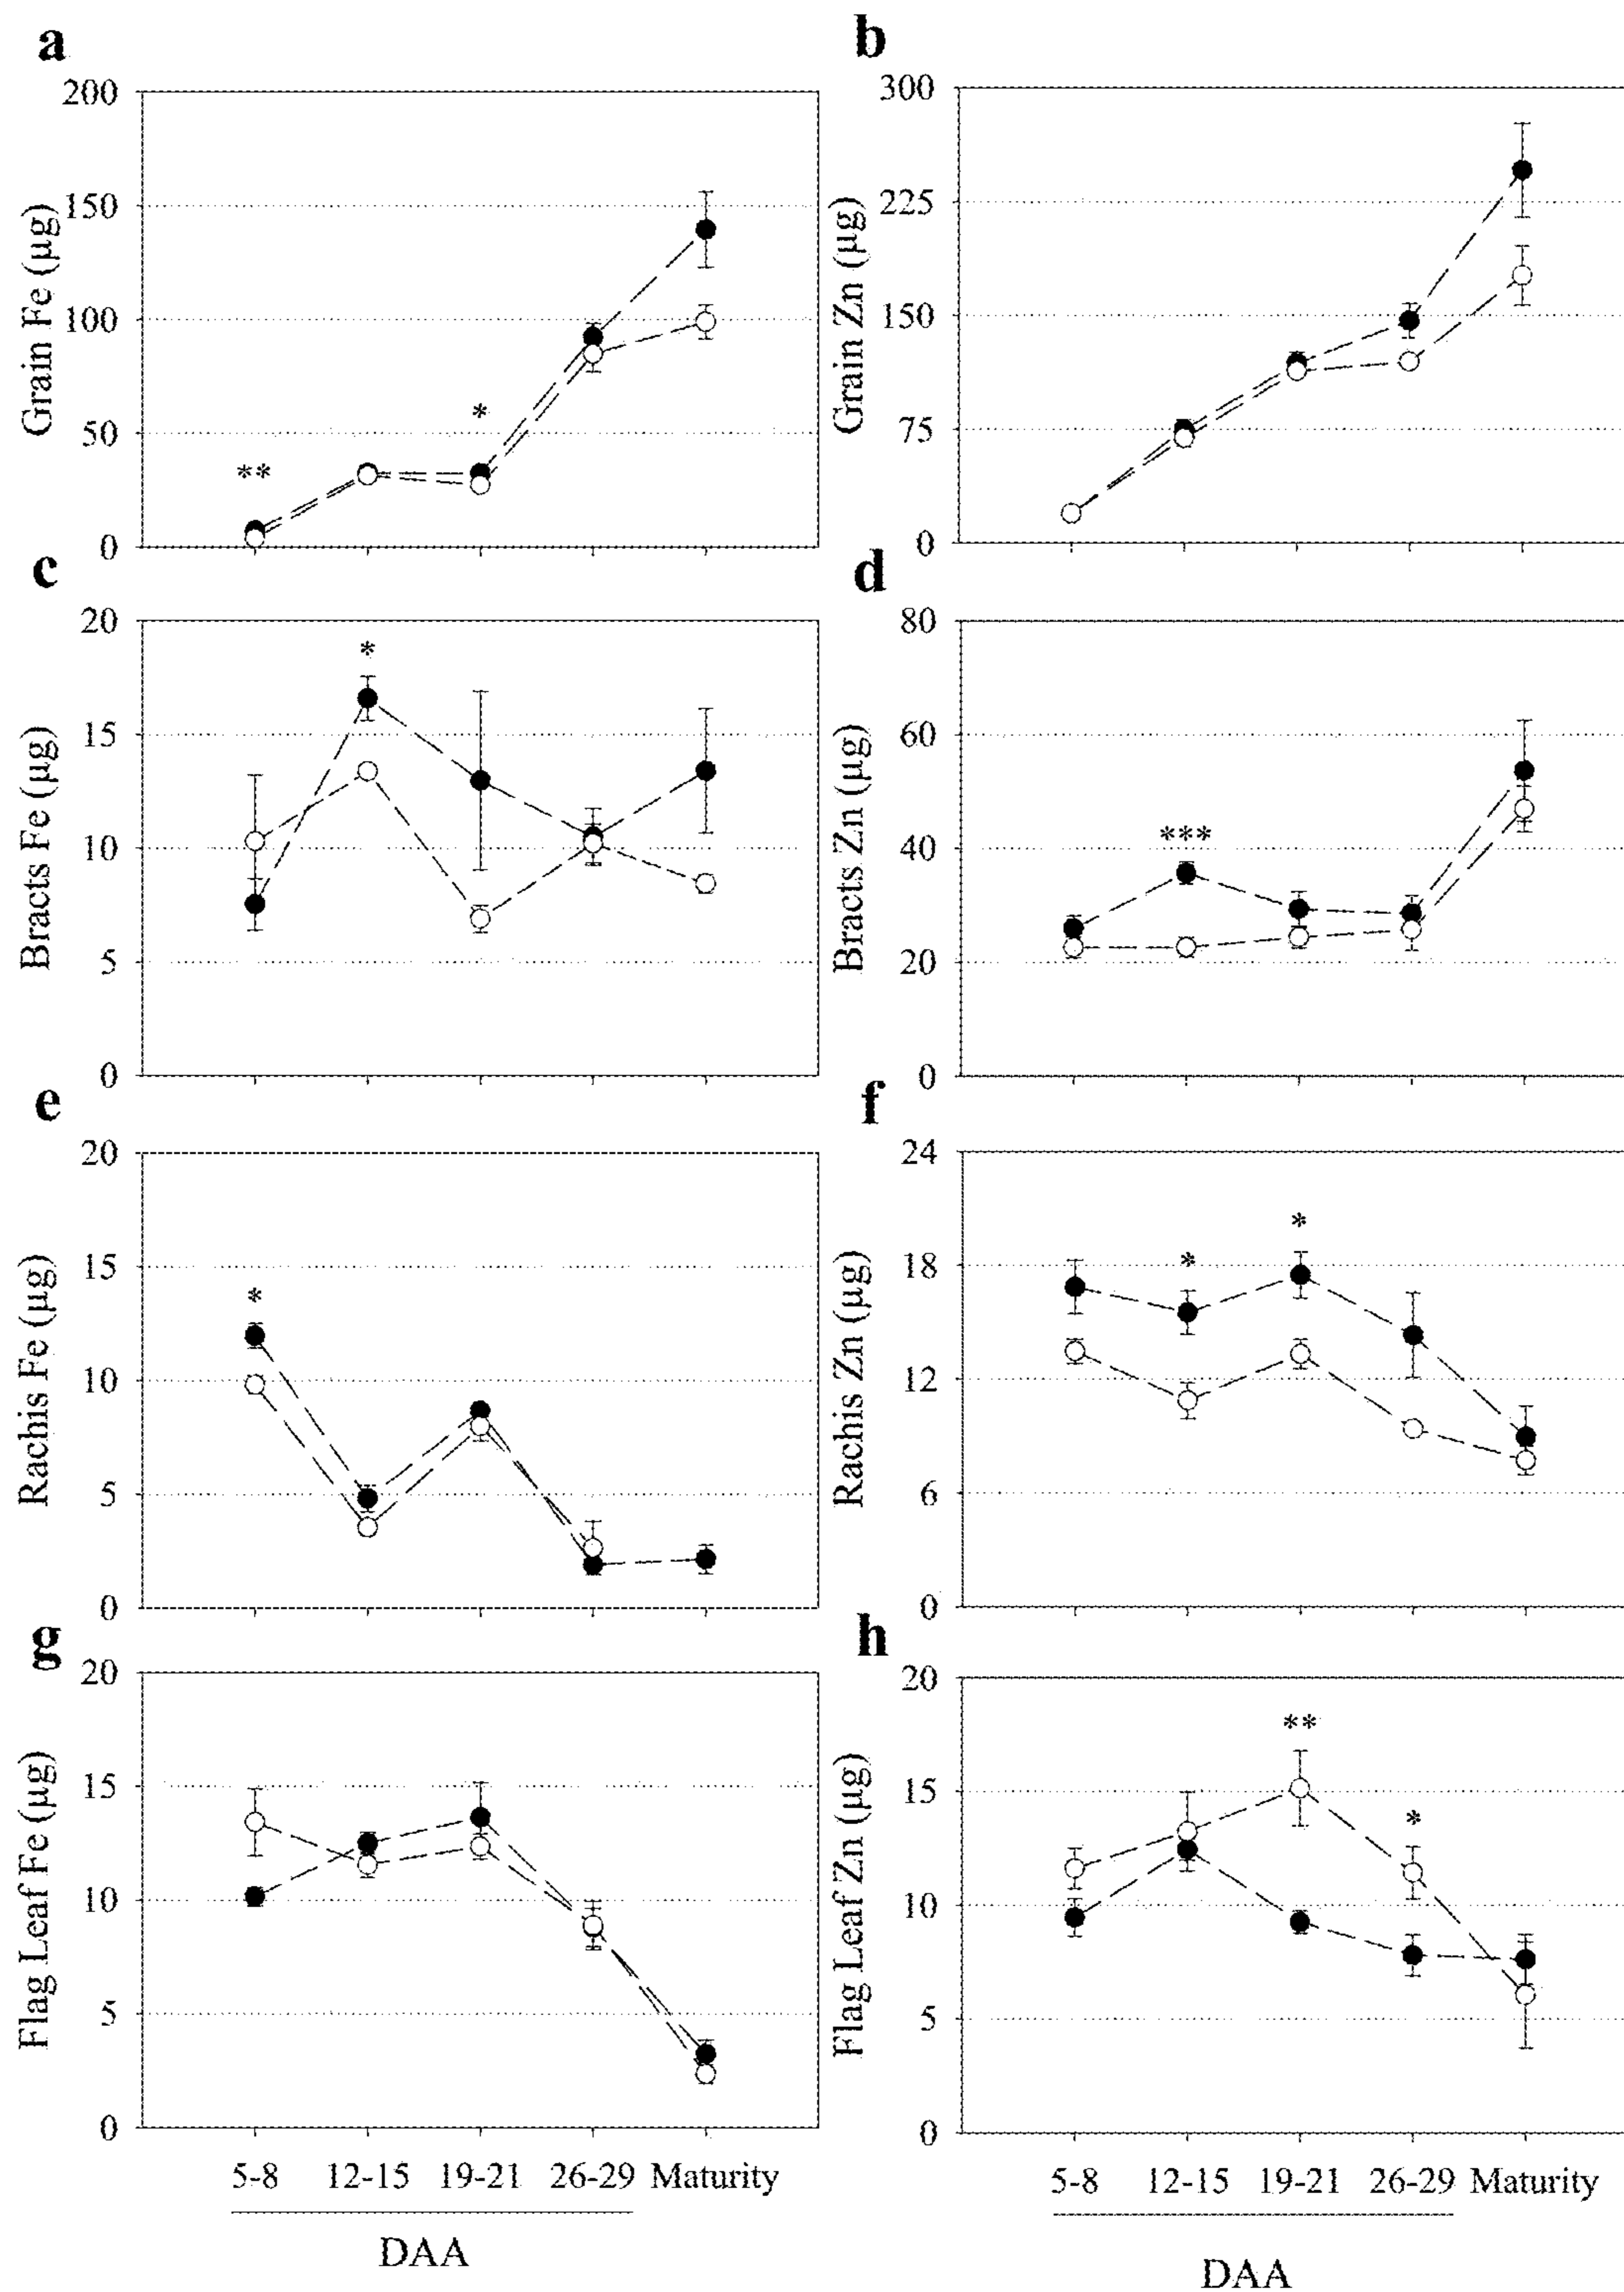 a
b
200
150
100
50
0
Grain Fe (µg)
**
*
300
225
150
75
0
Grain Zn (µg)
c
d
20
15
10
5
0
Bracts Fe (µg)
*
80
60
40
20
0
Bracts Zn (µg)
***
e
f
20
15
10
5
0
Rachis Fe (µg)
*
24
18
12
6
0
Rachis Zn (µg)
*
*
g
h
20
15
10
5
0
Flag Leaf Fe (µg)
20
15
10
5
0
Flag Leaf Zn (µg)
**
*
5-8 12-15 19-21 26-29 Maturity
DAA
5-8 12-15 19-21 26-29 Maturity
DAA